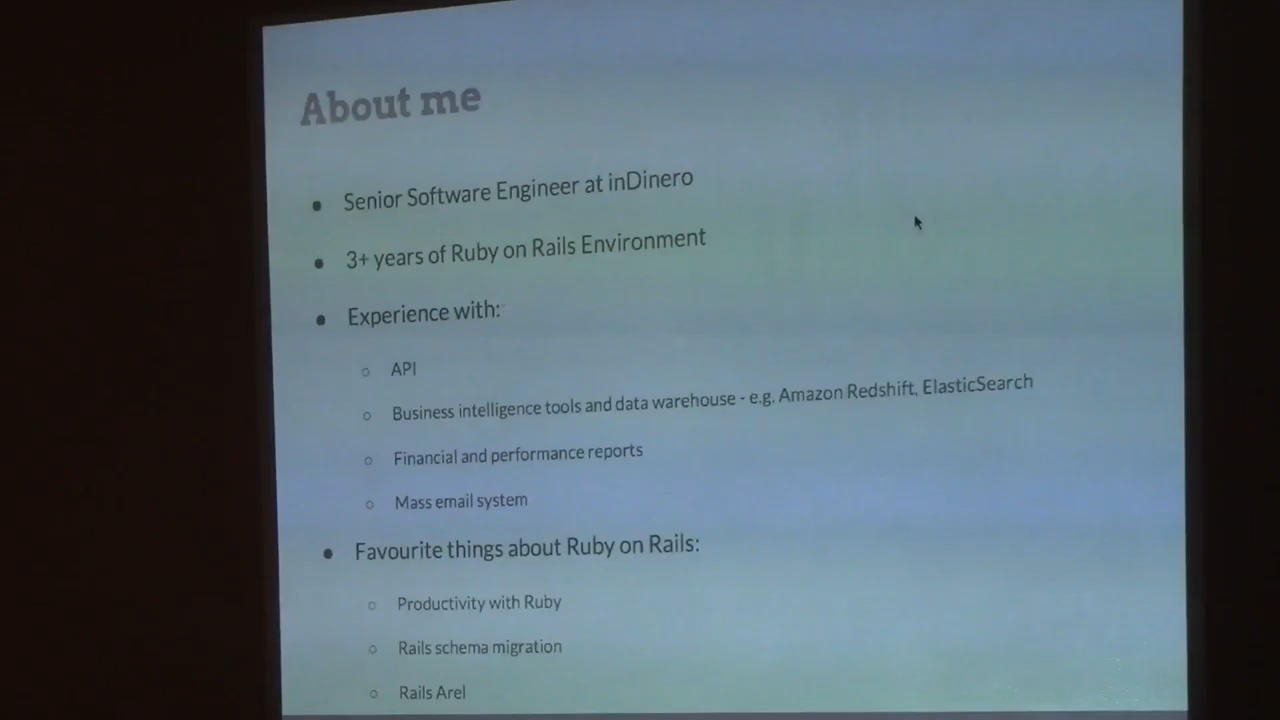 About me
• Senior Software Engineer at inDinero
• 3+ years of Ruby on Rails Environment
• Experience with:
○ API
○ Business intelligence tools and data warehouse - e.g. Amazon Redshift, ElasticSearch
○ Financial and performance reports
○ Mass email system
• Favourite things about Ruby on Rails:
○ Productivity with Ruby
○ Rails schema migration
○ Rails Arel